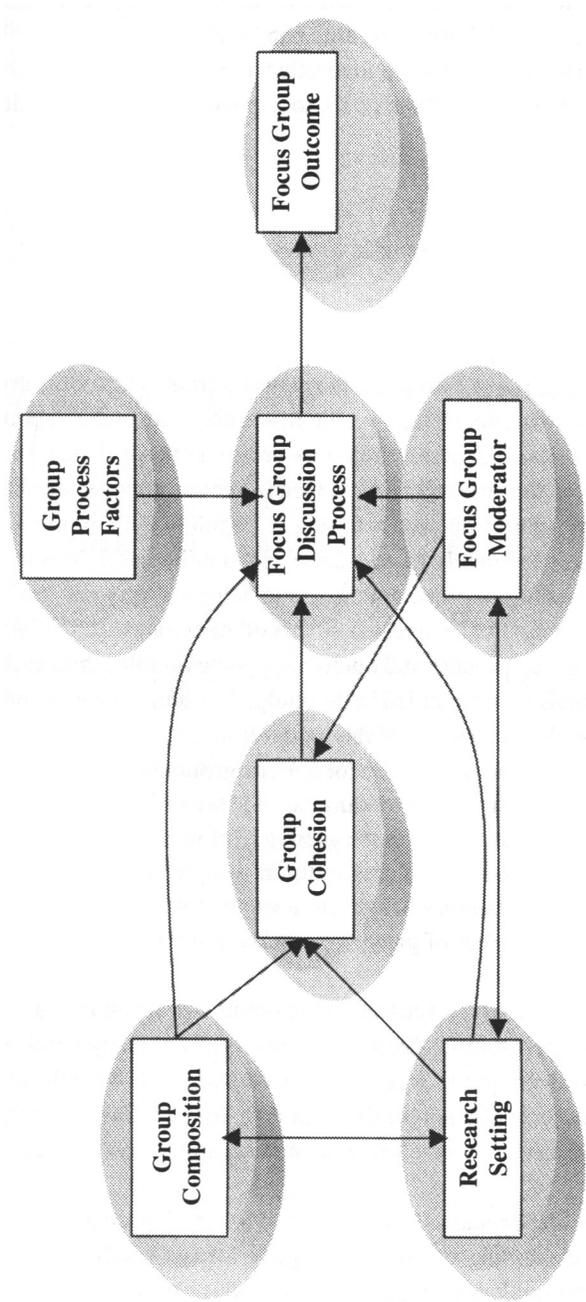 Group
Composition
Research
Setting
Group
Cohesion
Group
Process
Factors
Focus Group
Discussion
Process
Focus Group
Moderator
Focus Group
Outcome